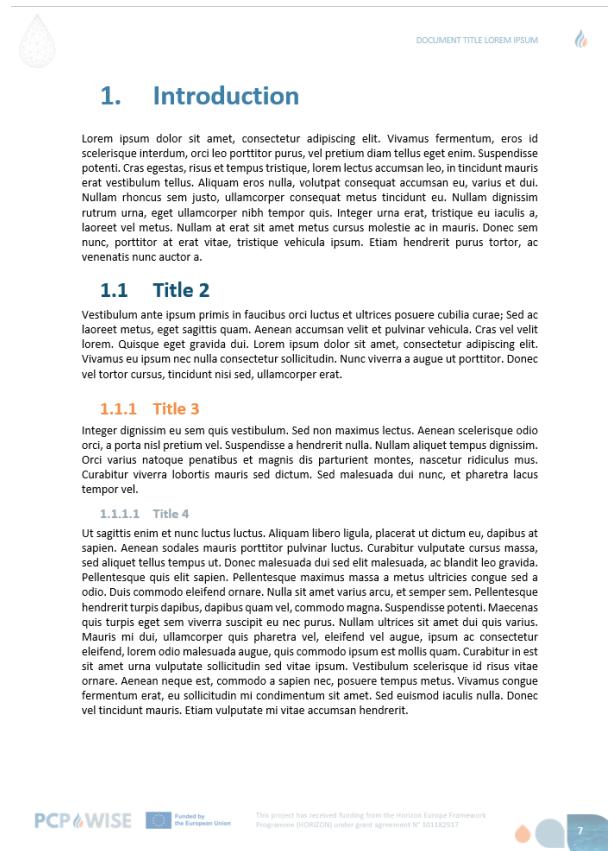 DOCUMENT TITLE LOREM IPSUM
1. Introduction
Lorem ipsum dolor sit amet, consectetur adipiscing elit. Vivamus fermentum, eros id
scelerisque interdum, orci leo porttitor purus, vel pretium diam tellus eget enim. Suspendisse
potenti. Cras egestas, risus et tempus tristique, lorem lectus accumsan leo, in tincidunt mauris
erat vestibulum tellus. Aliquam eros nulla, volutpat consequat accumsan eu, varius et dui.
Nullam rhoncus sem justo, ullamcorper consequat metus tincidunt eu. Nullam dignissim
rutrum urna, eget ullamcorper nibh tempor quis. Integer urna erat, tristique eu iaculis a,
laoreet vel metus. Nullam at erat sit amet metus cursus molestie ac in mauris. Donec sem
nunc, porttitor at erat vitae, tristique vehicula ipsum. Etiam hendrerit purus tortor, ac
venenatis nunc auctor a.
1.1 Title 2
Vestibulum ante ipsum primis in faucibus orci luctus et ultrices posuere cubilia curae; Sed ac
laoreet metus, eget sagittis quam. Aenean accumsan velit et pulvinar vehicula. Cras vel velit
lorem. Quisque eget gravida dui. Lorem ipsum dolor sit amet, consectetur adipiscing elit.
Vivamus eu ipsum nec nulla consectetur sollicitudin. Nunc viverra a augue ut porttitor. Donec
vel tortor cursus, tincidunt nisi sed, ullamcorper erat.
1.1.1 Title 3
Integer dignissim eu sem quis vestibulum. Sed non maximus lectus. Aenean scelerisque odio
orci, a porta nisl pretium vel. Suspendisse a hendrerit nulla. Nullam aliquet tempus dignissim.
Orci varius natoque penatibus et magnis dis parturient montes, nascetur ridiculus mus.
Curabitur viverra lobortis mauris sed dictum. Sed malesuada dui nunc, et pharetra lacus
tempor vel.
1.1.1.1 Title 4
Ut sagittis enim et nunc luctus luctus. Aliquam libero ligula, placerat ut dictum eu, dapibus at
sapien. Aenean sodales mauris porttitor pulvinar luctus. Curabitur vulputate cursus massa,
sed aliquet tellus tempus ut. Donec malesuada dui sed elit malesuada, ac blandit leo gravida.
Pellentesque quis elit sapien. Pellentesque maximus massa a metus ultricies congue sed a
odio. Duis commodo eleifend ornare. Nulla sit amet varius arcu, et semper sem. Pellentesque
hendrerit turpis dapibus, dapibus quam vel, commodo magna. Suspendisse potenti. Maecenas
quis turpis eget sem viverra suscipit eu nec purus. Nullam ultrices sit amet dui quis varius.
Mauris mi dui, ullamcorper quis pharetra vel, eleifend vel augue, ipsum ac consectetur
eleifend, lorem odio malesuada augue, quis commodo ipsum est mollis quam. Curabitur in est
sit amet urna vulputate sollicitudin sed vitae ipsum. Vestibulum scelerisque id risus vitae
ornare. Aenean neque est, commodo a sapien nec, posuere tempus metus. Vivamus congue
fermentum erat, eu sollicitudin mi condimentum sit amet. Sed euismod iaculis nulla. Donec
vel tincidunt mauris. Etiam vulputate mi vitae accumsan hendrerit.
PCP WISE
Funded by
the European Union
This project has received funding from the Horizon Europe Framework
Programme (HORIZON) under grant agreement N° 101182517
7